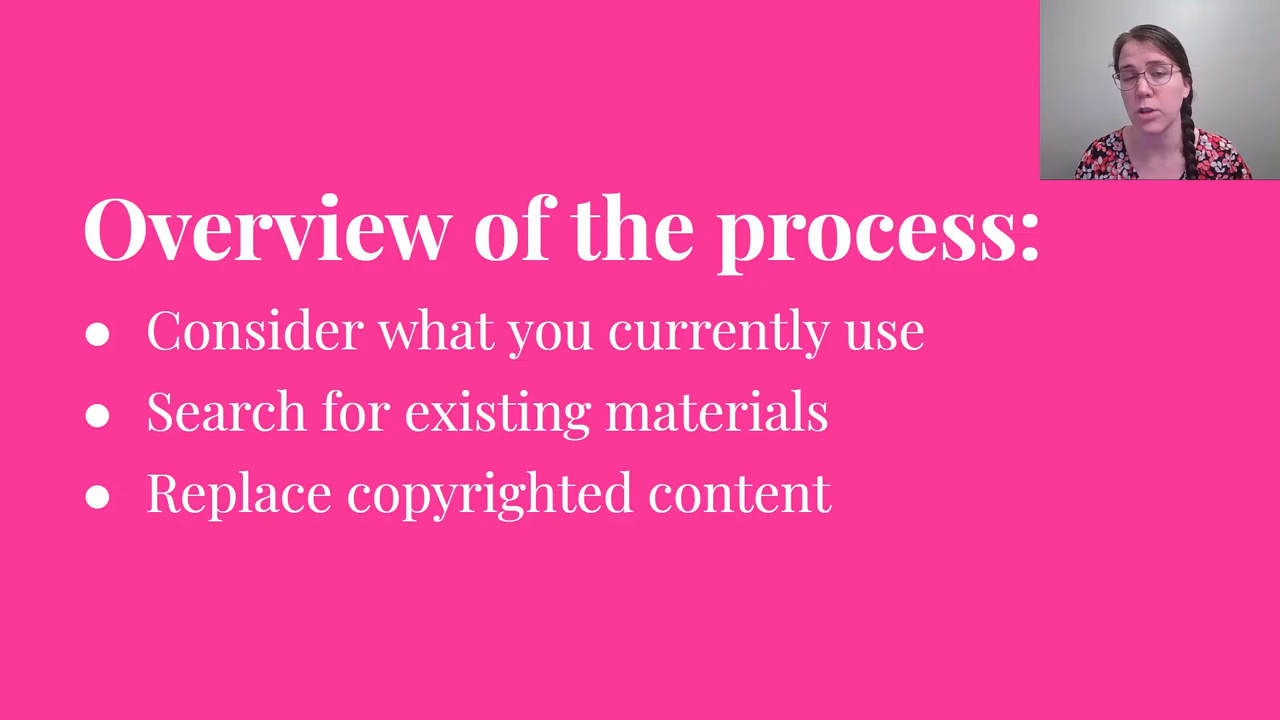 Overview of the process:
● Consider what you currently use
● Search for existing materials
● Replace copyrighted content